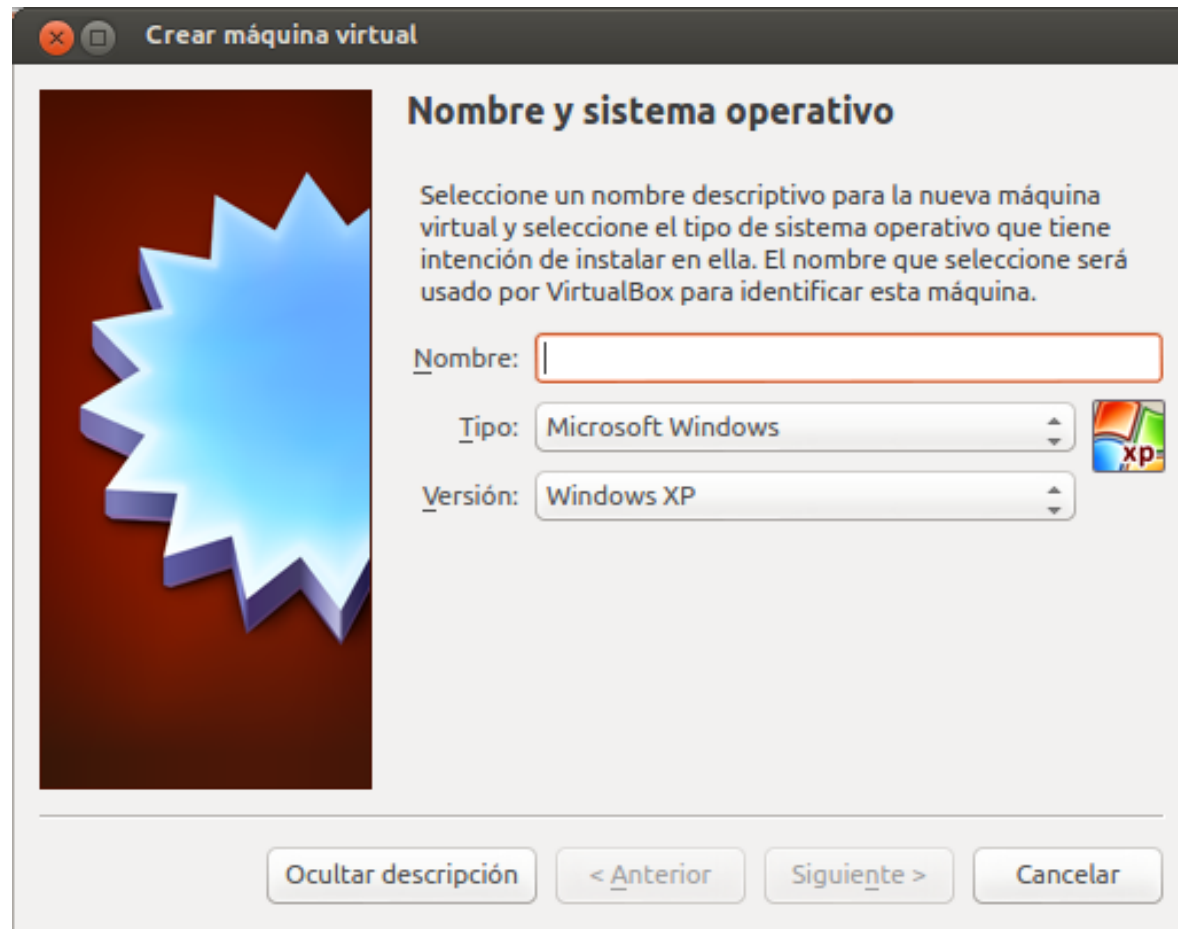 Crear máquina virtual
Nombre y sistema operativo
Seleccione un nombre descriptivo para la nueva máquina
virtual y seleccione el tipo de sistema operativo que tiene
intención de instalar en ella. El nombre que seleccione será
usado por VirtualBox para identificar esta máquina.
Nombre:
Tipo: Microsoft Windows
xp
Versión: Windows XP
Ocultar descripción < Anterior Siguiente > Cancelar